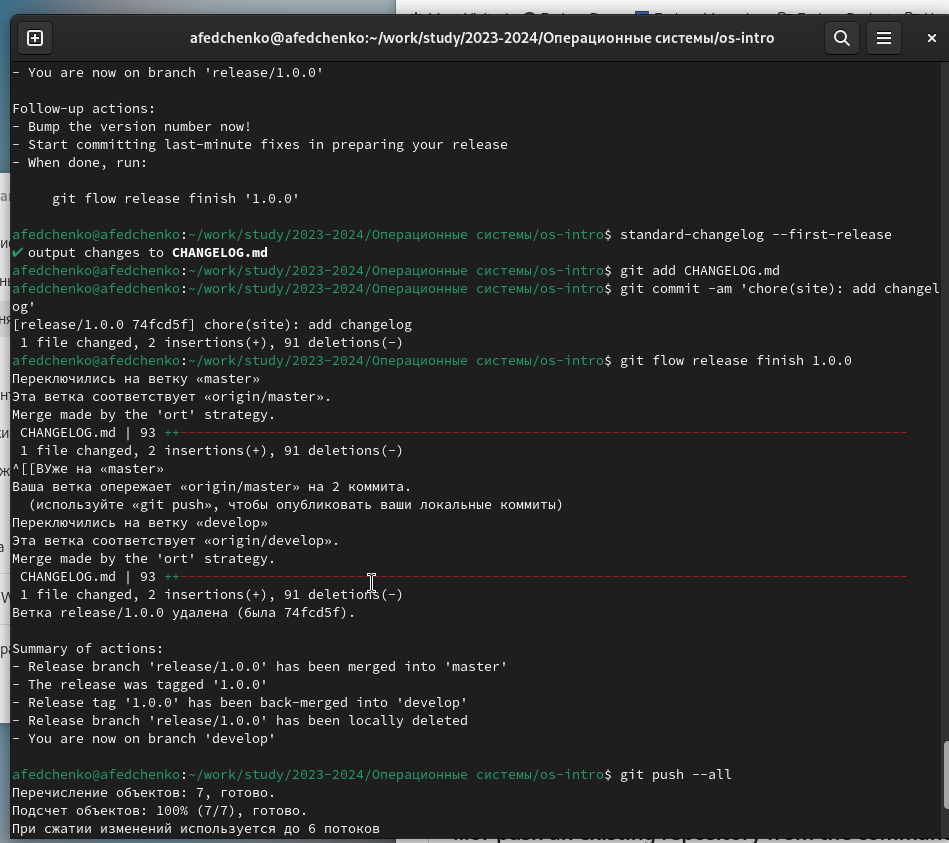 afedchenko@afedchenko:~/work/study/2023-2024/Операционные системы/os-intro
- You are now on branch 'release/1.0.0'
Follow-up actions:
- Bump the version number now!
- Start committing last-minute fixes in preparing your release
- When done, run:
git flow release finish '1.0.0'
afedchenko@afedchenko:~/work/study/2023-2024/Операционные системы/os-intro$ standard-changelog --first-release
✔ output changes to CHANGELOG.md
afedchenko@afedchenko:~/work/study/2023-2024/Операционные системы/os-intro$ git add CHANGELOG.md
afedchenko@afedchenko:~/work/study/2023-2024/Операционные системы/os-intro$ git commit -am 'chore(site): add changel
og'
[release/1.0.0 74fcd5f] chore(site): add changelog
1 file changed, 2 insertions(+), 91 deletions(-)
afedchenko@afedchenko:~/work/study/2023-2024/Операционные системы/os-intro$ git flow release finish 1.0.0
Переключились на ветку «master»
Эта ветка соответствует «origin/master».
Merge made by the 'ort' strategy.
CHANGELOG.md | 93 ++-------------------------------------------------------------------------------------------
1 file changed, 2 insertions(+), 91 deletions(-)
^[[BУже на «master»
Ваша ветка опережает «origin/master» на 2 коммита.
(используйте «git push», чтобы опубликовать ваши локальные коммиты)
Переключились на ветку «develop»
Эта ветка соответствует «origin/develop».
Merge made by the 'ort' strategy.
CHANGELOG.md | 93 ++-------------------------------------------------------------------------------------------
1 file changed, 2 insertions(+), 91 deletions(-)
Ветка release/1.0.0 удалена (была 74fcd5f).
Summary of actions:
- Release branch 'release/1.0.0' has been merged into 'master'
- The release was tagged '1.0.0'
- Release tag '1.0.0' has been back-merged into 'develop'
- Release branch 'release/1.0.0' has been locally deleted
- You are now on branch 'develop'
afedchenko@afedchenko:~/work/study/2023-2024/Операционные системы/os-intro$ git push --all
Перечисление объектов: 7, готово.
Подсчет объектов: 100% (7/7), готово.
При сжатии изменений используется до 6 потоков